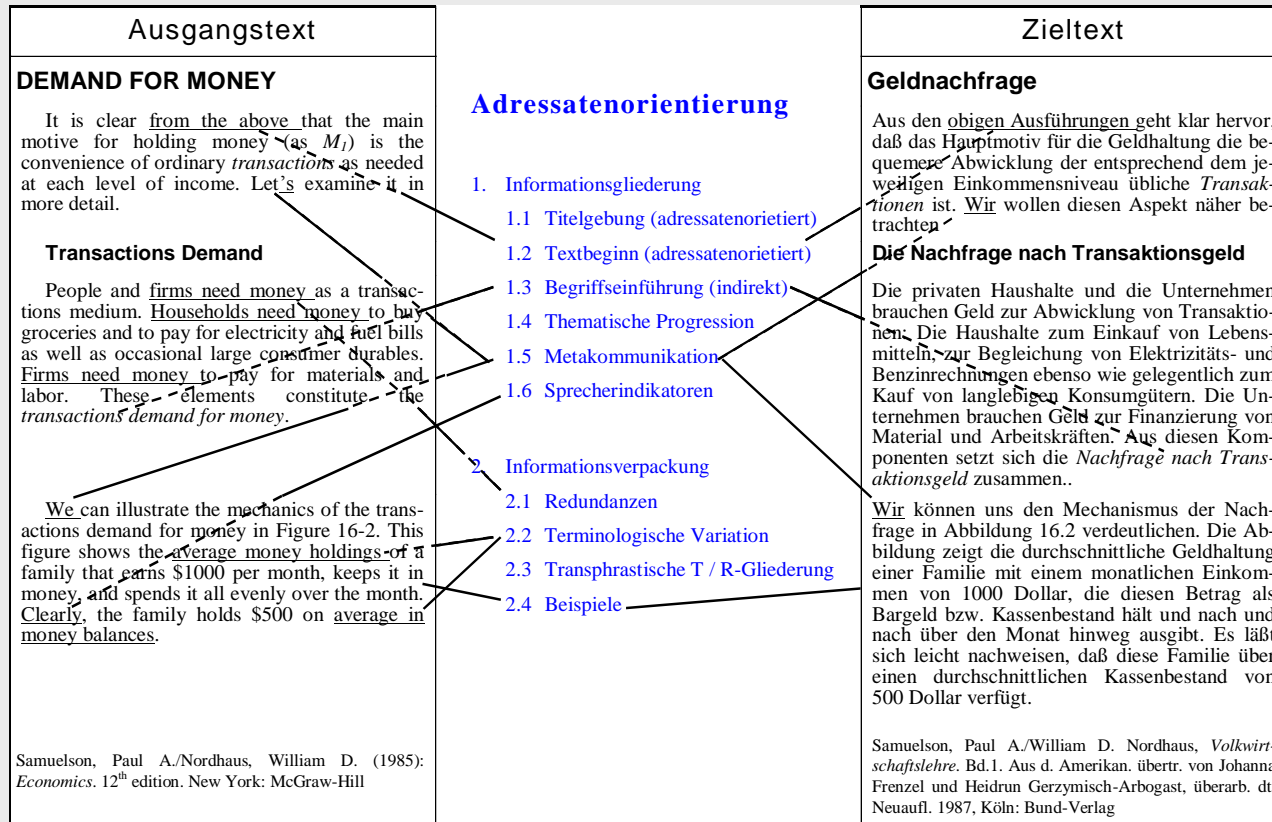 Ausgangstext
DEMAND FOR MONEY
It is clear from the above that the main
motive for holding money (as M1) is the
convenience of ordinary transactions as needed
at each level of income. Let's examine it in
more detail.
Transactions Demand
People and firms need money as a transac-
tions medium. Households need money to buy
groceries and to pay for electricity and fuel bills
as well as occasional large consumer durables.
Firms need money to pay for materials and
labor. These elements constitute the
transactions demand for money.
We can illustrate the mechanics of the trans-
actions demand for money in Figure 16-2. This
figure shows the average money holdings of a
family that earns $1000 per month, keeps it in
money, and spends it all evenly over the month.
Clearly, the family holds $500 on average in
money balances.
Samuelson, Paul A./Nordhaus, William D. (1985):
Economics. 12th edition. New York: McGraw-Hill
Adressatenorientierung
1. Informationsgliederung
1.1 Titelgebung (adressatenorietiert)
1.2 Textbeginn (adressatenorietiert)
1.3 Begriffseinführung (indirekt)
1.4 Thematische Progression
1.5 Metakommunikation
1.6 Sprecherindikatoren
2. Informationsverpackung
2.1 Redundanzen
2.2 Terminologische Variation
2.3 Transphrastische T / R-Gliederung
2.4 Beispiele
Zieltext
Geldnachfrage
Aus den obigen Ausführungen geht klar hervor,
daß das Hauptmotiv für die Geldhaltung die be-
quemere Abwicklung der entsprechend dem je-
weiligen Einkommensniveau übliche Transak-
tionen ist. Wir wollen diesen Aspekt näher be-
trachten
Die Nachfrage nach Transaktionsgeld
Die privaten Haushalte und die Unternehmen
brauchen Geld zur Abwicklung von Transaktio-
nen: Die Haushalte zum Einkauf von Lebens-
mitteln, zur Begleichung von Elektrizitäts- und
Benzinrechnungen ebenso wie gelegentlich zum
Kauf von langlebigen Konsumgütern. Die Un-
ternehmen brauchen Geld zur Finanzierung von
Material und Arbeitskräften. Aus diesen Kom-
ponenten setzt sich die Nachfrage nach Trans-
aktionsgeld zusammen..
Wir können uns den Mechanismus der Nach-
frage in Abbildung 16.2 verdeutlichen. Die Ab-
bildung zeigt die durchschnittliche Geldhaltung
einer Familie mit einem monatlichen Einkom-
men von 1000 Dollar, die diesen Betrag als
Bargeld bzw. Kassenbestand hält und nach und
nach über den Monat hinweg ausgibt. Es läßt
sich leicht nachweisen, daß diese Familie über
einen durchschnittlichen Kassenbestand von
500 Dollar verfügt.
Samuelson, Paul A./William D. Nordhaus, Volkwirt-
schaftslehre. Bd.1. Aus d. Amerikan. übertr. von Johanna
Frenzel und Heidrun Gerzymisch-Arbogast, überarb. dt.
Neuaufl. 1987, Köln: Bund-Verlag